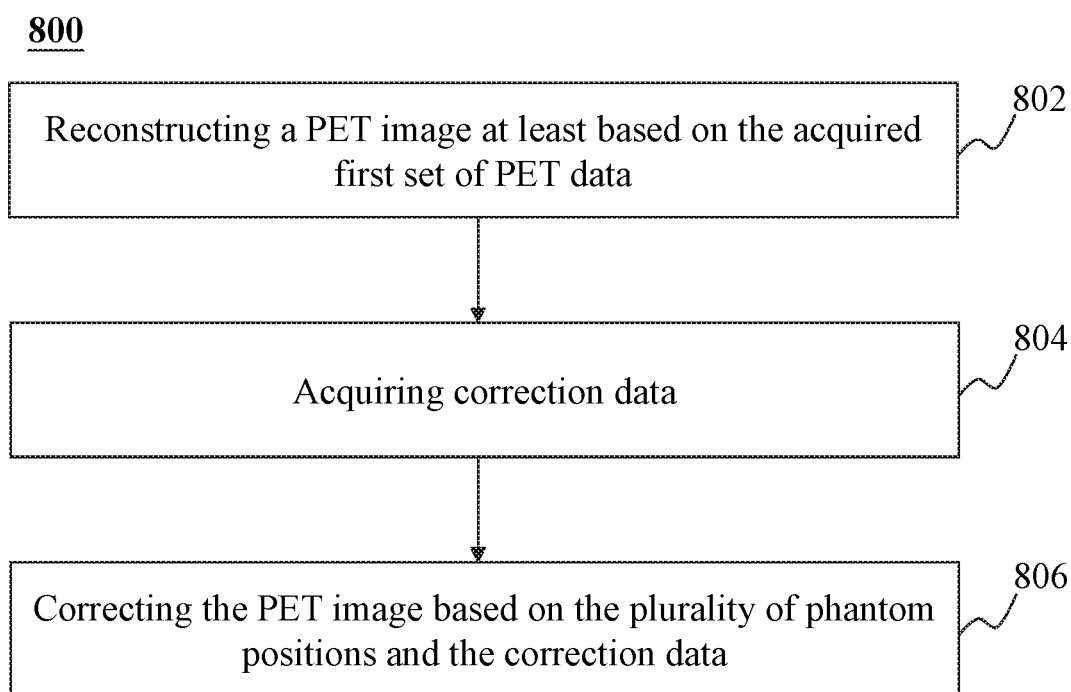 800
802
Reconstructing a PET image at least based on the acquired
first set of PET data
804
Acquiring correction data
806
Correcting the PET image based on the plurality of phantom
positions and the correction data